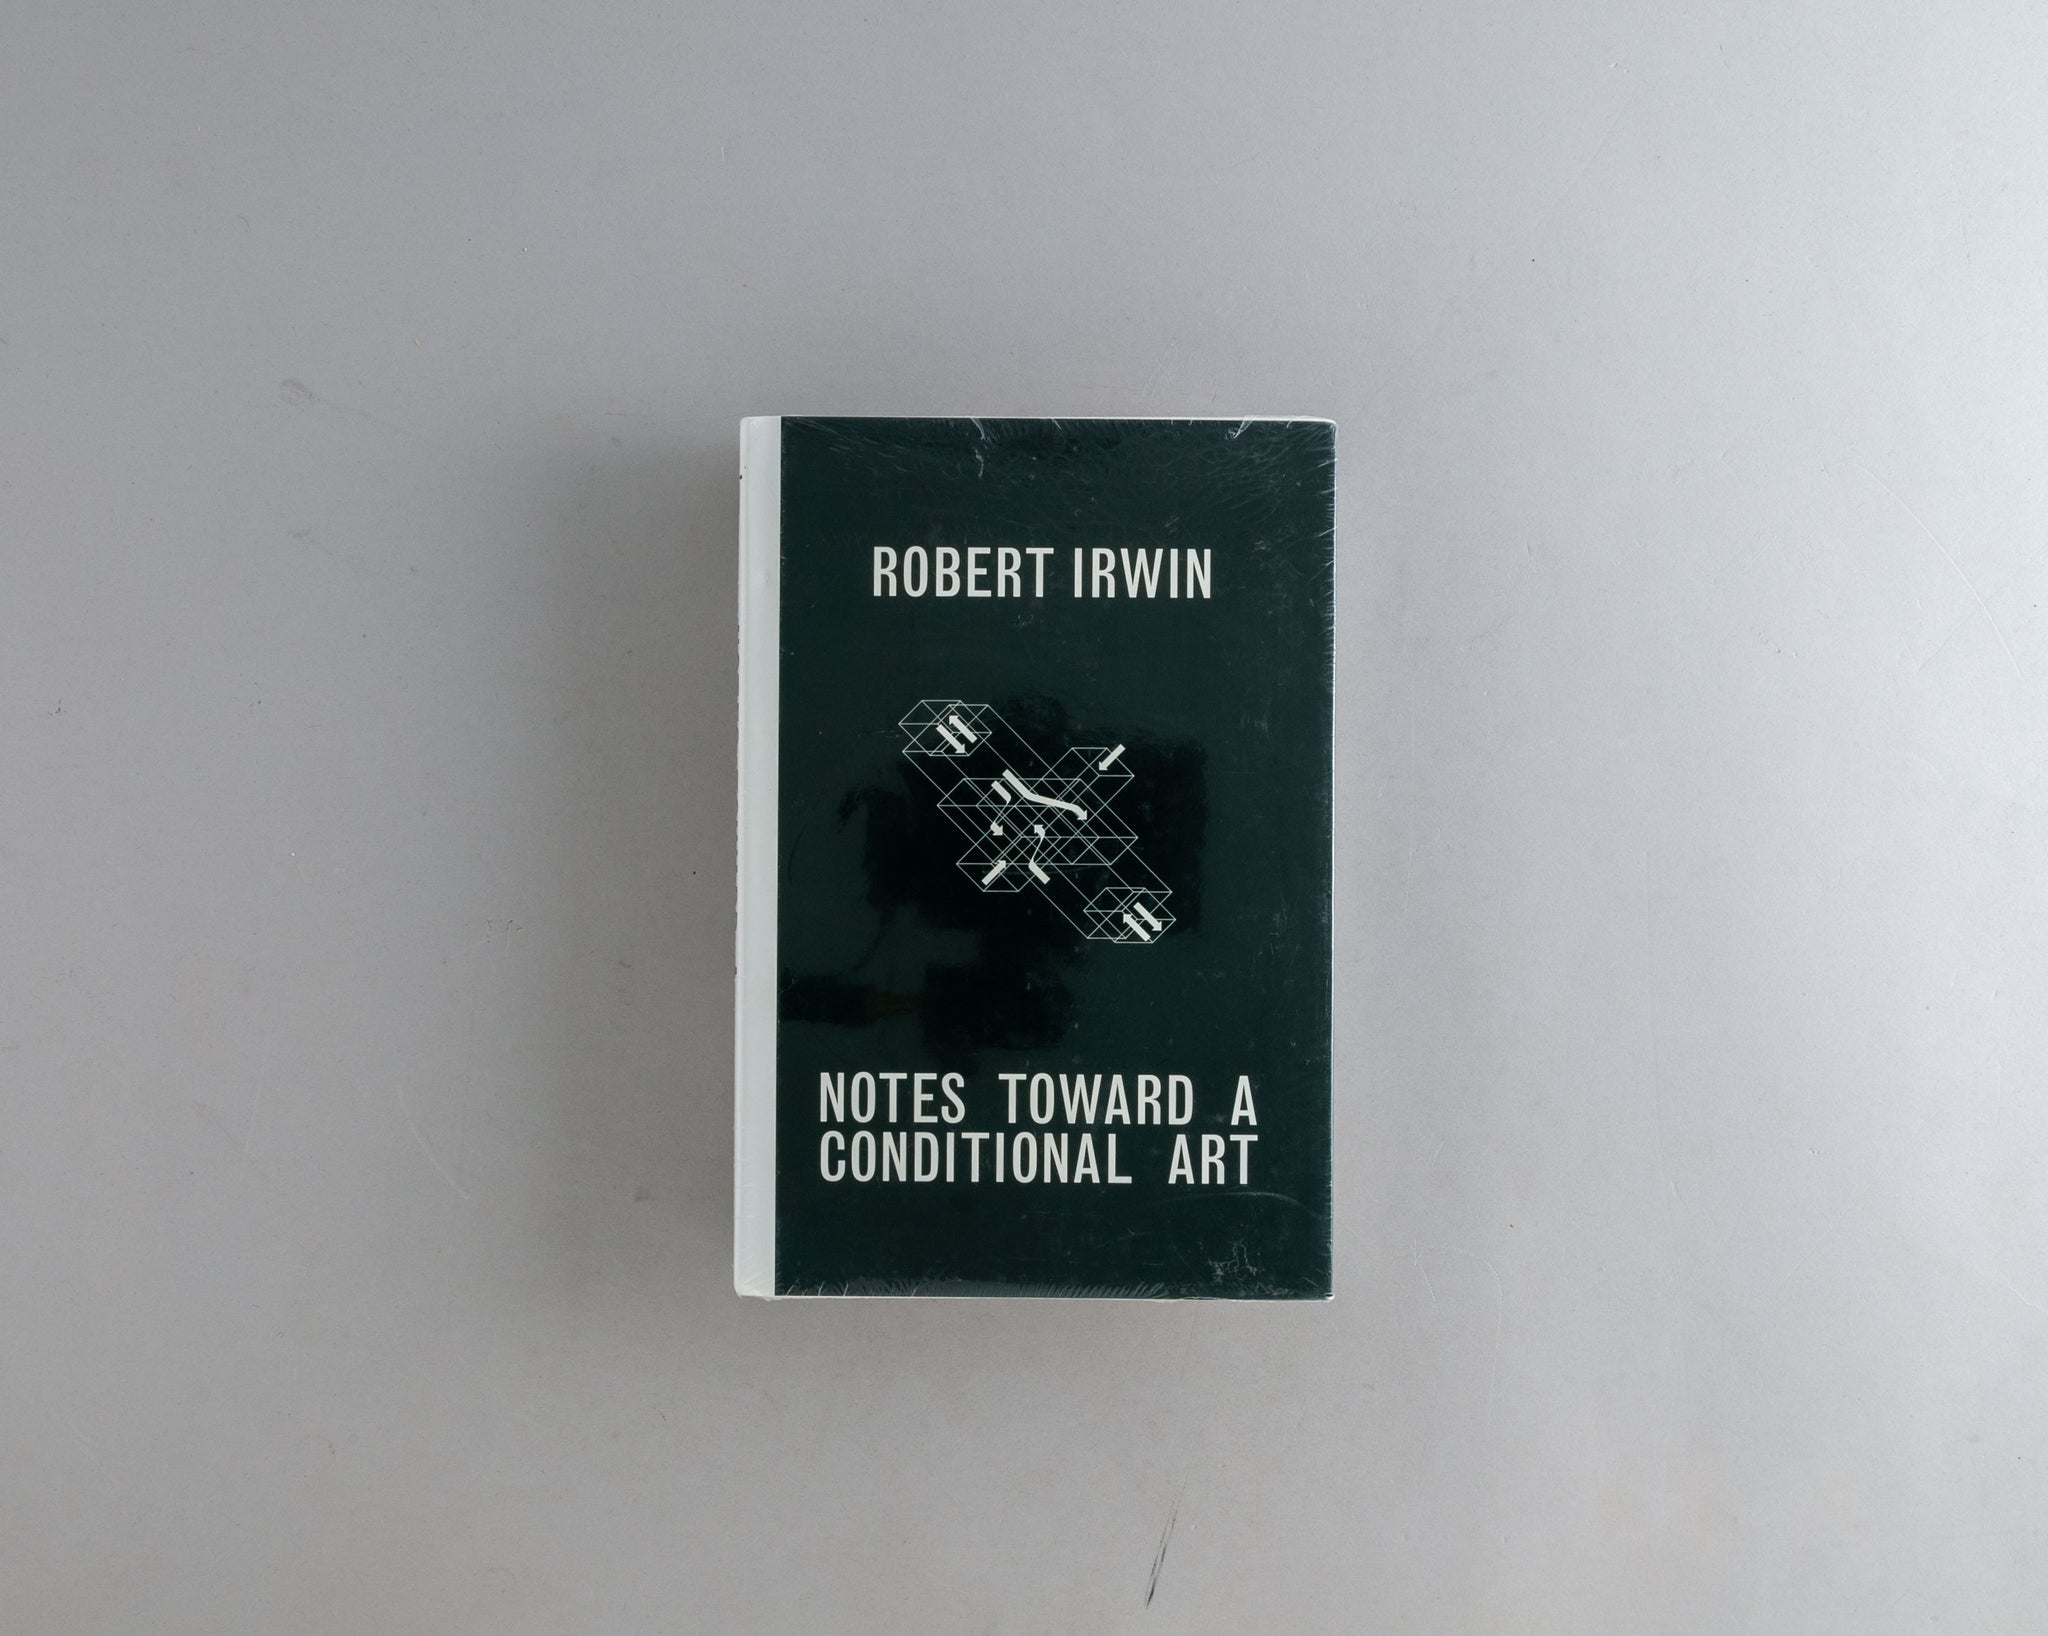 ROBERT IRWIN
NOTES TOWARD A
CONDITIONAL ART